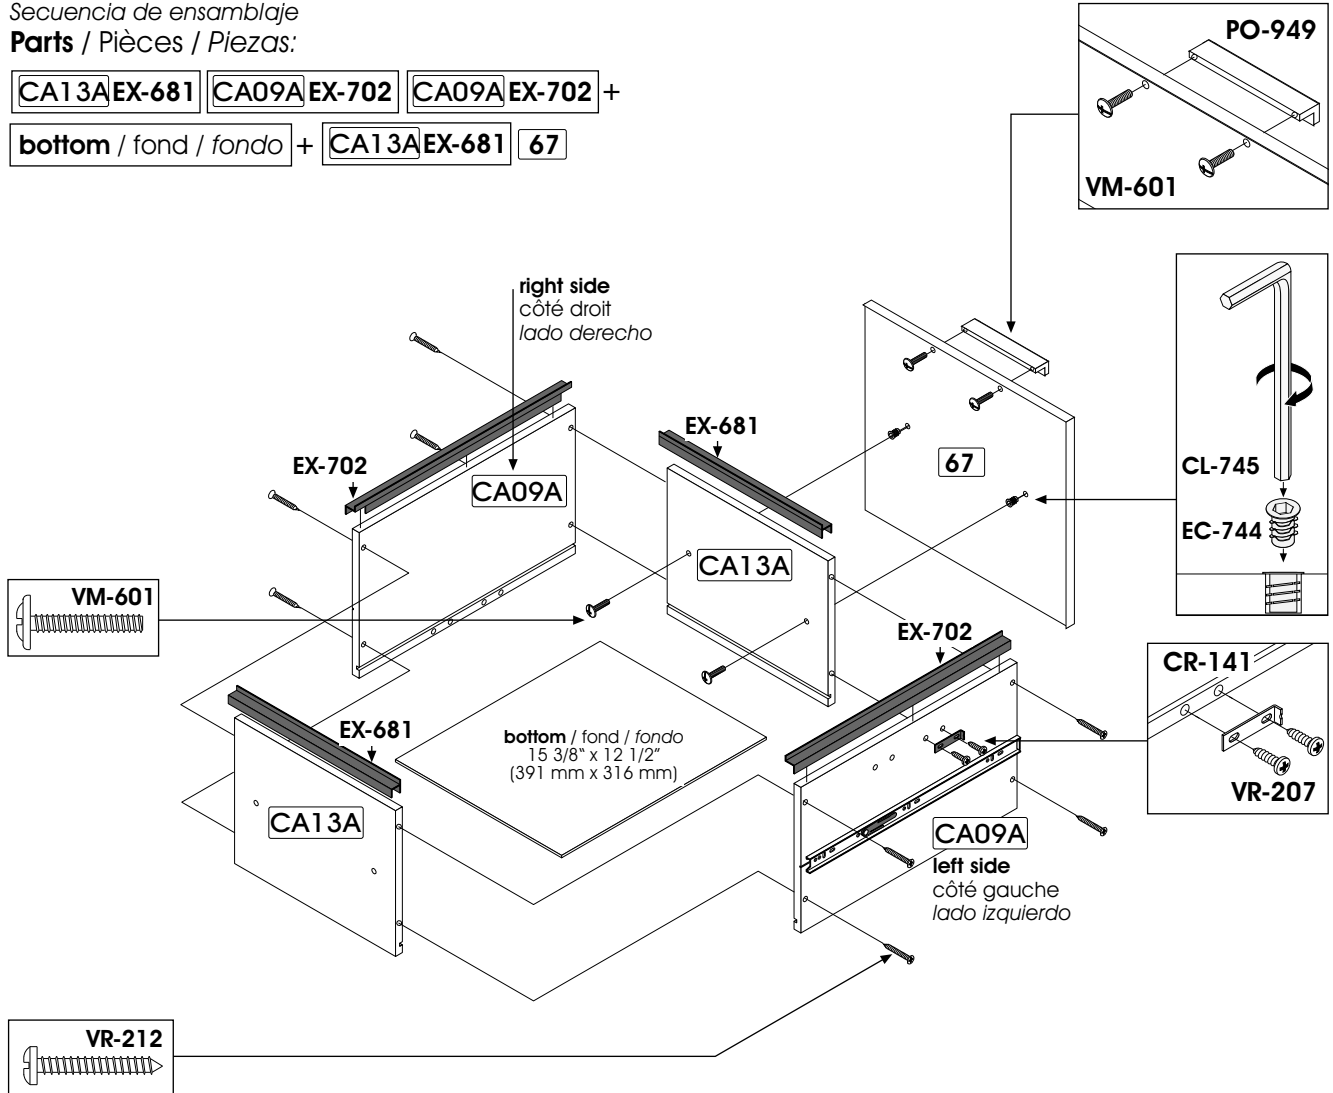 Secuencia de ensamblaje
Parts / Pièces / Piezas:
CA13A EX-681 CA09A EX-702 CA09A EX-702 +
bottom / fond / fondo + CA13A EX-681 67
PO-949
VM-601
right side
côté droit
lado derecho
EX-702
CA09A
EX-681
CA13A
67
CL-745
EC-744
VM-601
EX-702
CR-141
VR-207
EX-681
CA13A
bottom / fond / fondo
15 3/8“ x 12 1/2”
(391 mm x 316 mm)
CA09A
left side
côté gauche
lado izquierdo
VR-212